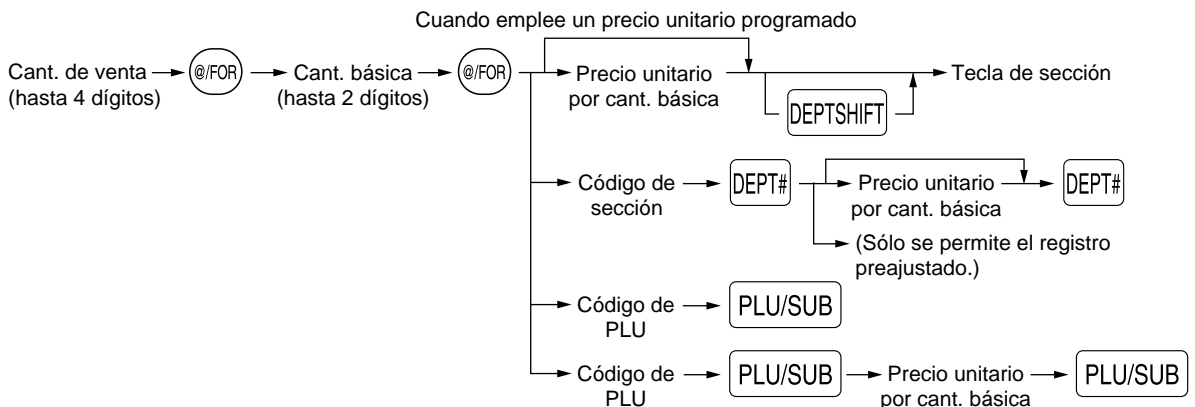 Cuando emplee un precio unitario programado
Cant. de venta
(hasta 4 dígitos)
@/FOR
Cant. básica
(hasta 2 dígitos)
@/FOR
Precio unitario
por cant. básica
DEPTSHIFT
Tecla de sección
Código de
sección
DEPT#
Precio unitario
por cant. básica
DEPT#
(Sólo se permite el registro
preajustado.)
Código de
PLU
PLU/SUB
Código de
PLU
PLU/SUB
Precio unitario
por cant. básica
PLU/SUB